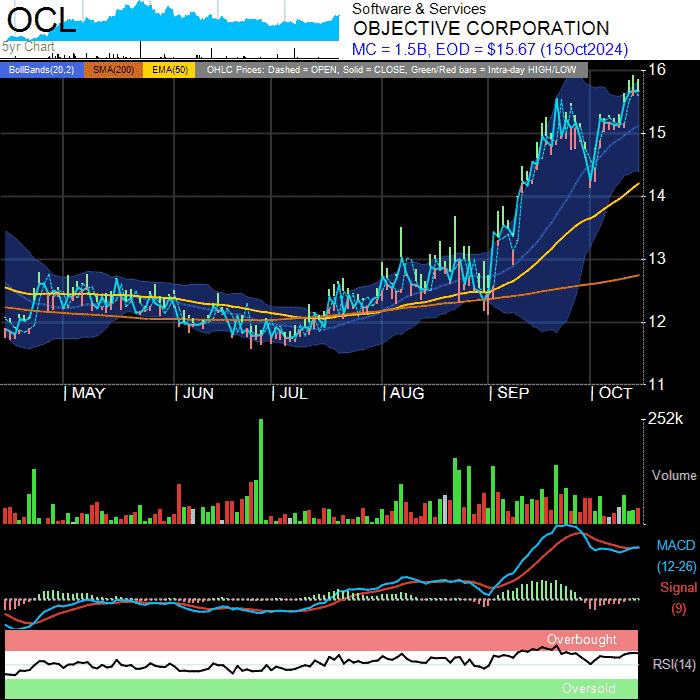 OCL
Software & Services
OBJECTIVE CORPORATION
5yr Chart
MC = 1.5B, EOD = $15.67 (15Oct2024)
BollBands(20,2) SMA(200) EMA(50) OHLC Prices: Dashed = OPEN, Solid = CLOSE, Green/Red bars = Intra-day HIGH/LOW
16
15
14
13
12
11
MAY JUN JUL AUG SEP OCT
252k
Volume
MACD
(12-26)
Signal
(9)
Overbought
RSI(14)
Oversold